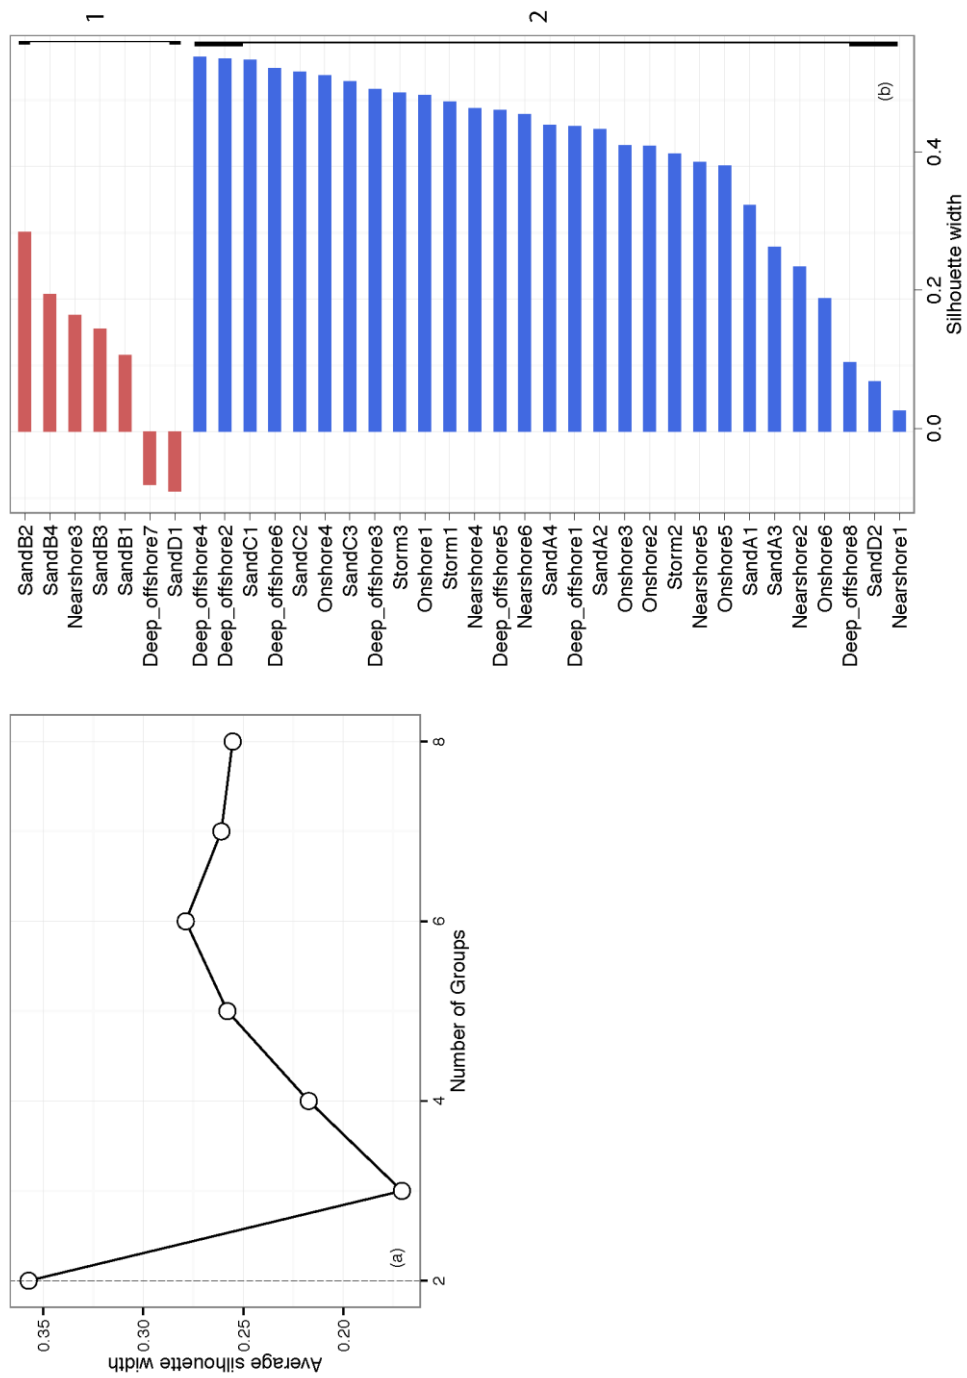 0.35
0.30
0.25
0.20
Average silhouette width
2
4
6
8
Number of Groups
(a)
SandB2
SandB4
Nearshore3
SandB3
SandB1
Deep_offshore7
SandD1
Deep_offshore4
Deep_offshore2
SandC1
Deep_offshore6
SandC2
Onshore4
SandC3
Deep_offshore3
Storm3
Onshore1
Storm1
Nearshore4
Deep_offshore5
Nearshore6
SandA4
Deep_offshore1
SandA2
Onshore3
Onshore2
Storm2
Nearshore5
Onshore5
SandA1
SandA3
Nearshore2
Onshore6
Deep_offshore8
SandD2
Nearshore1
0.0
0.2
0.4
Silhouette width
(b)
1
2